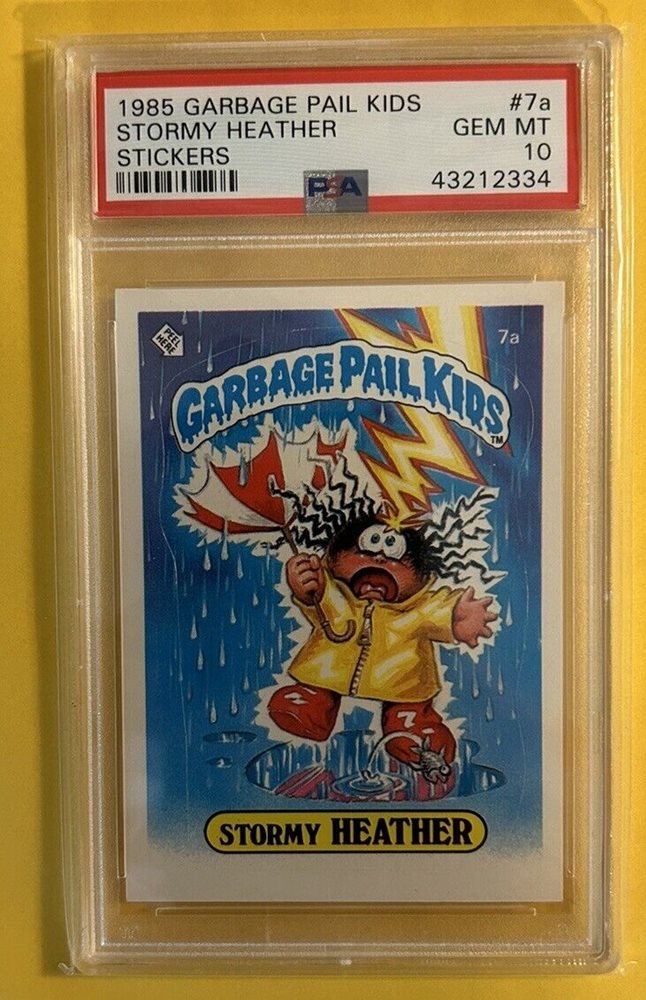 1985 GARBAGE PAIL KIDS #7a
STORMY HEATHER GEM MT
STICKERS 10
PSA 43212334
PEEL HERE
7a
GARBAGE PAIL KIDS
TM
STORMY HEATHER